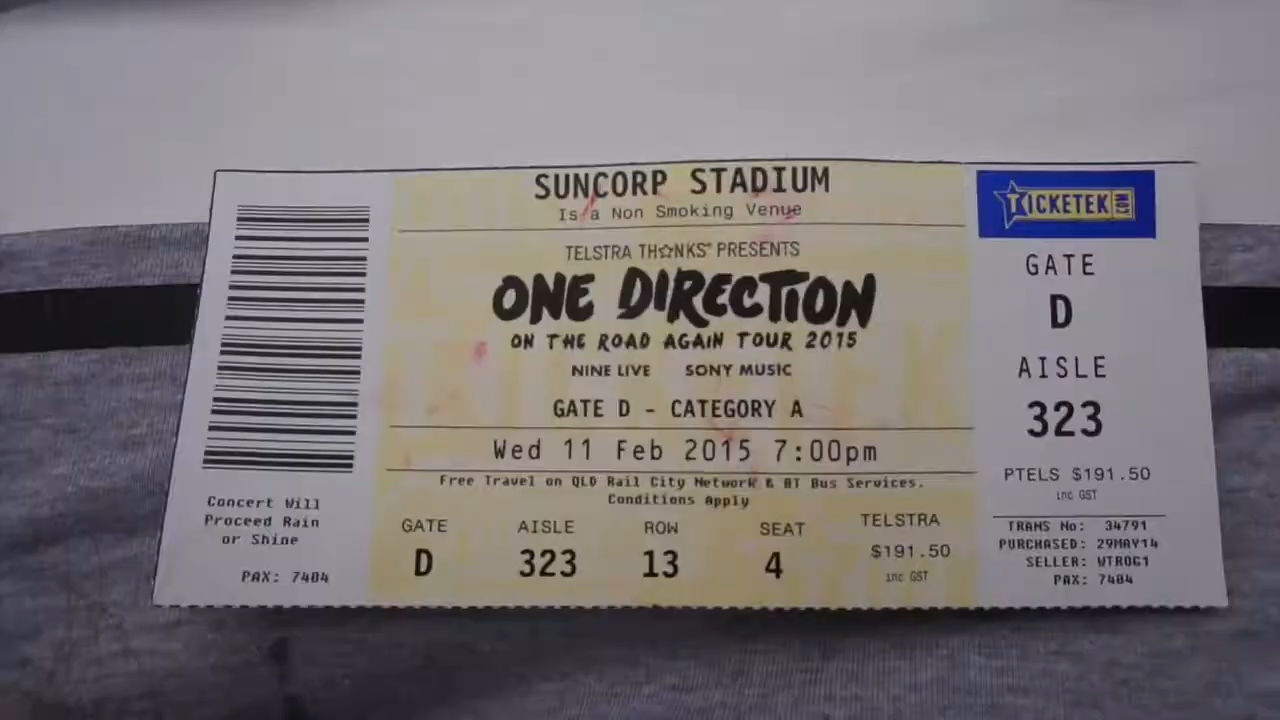 SUNCORP STADIUM
Is a Non Smoking Venue
TELSTRA TH☆NKS PRESENTS
ONE DIRECTION
ON THE ROAD AGAIN TOUR 2015
NINE LIVE SONY MUSIC
GATE D - CATEGORY A
Wed 11 Feb 2015 7:00pm
Free Travel on QLD Rail City Network & BT Bus Services.
Conditions Apply
GATE AISLE ROW SEAT TELSTRA
D 323 13 4 $191.50
inc GST
Concert Will
Proceed Rain
or Shine
PAX: 7484
TICKETEK
GATE
D
AISLE
323
PTELS $191.50
inc GST
TRANS No: 34791
PURCHASED: 29MAY14
SELLER: WTROG1
PAX: 7484